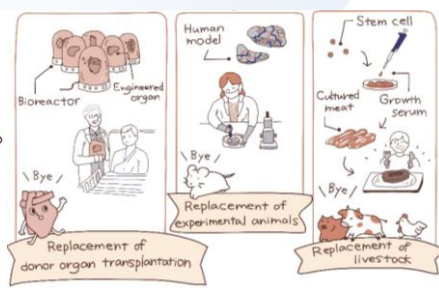 Bioreactor
Engineered
organ
\ Bye /
Replacement of
donor organ transplantation
Human
model
\ Bye /
Replacement of
experimental animals
Stem cell
Cultured
meat
Growth
serum
\ Bye /
Replacement of
livestock